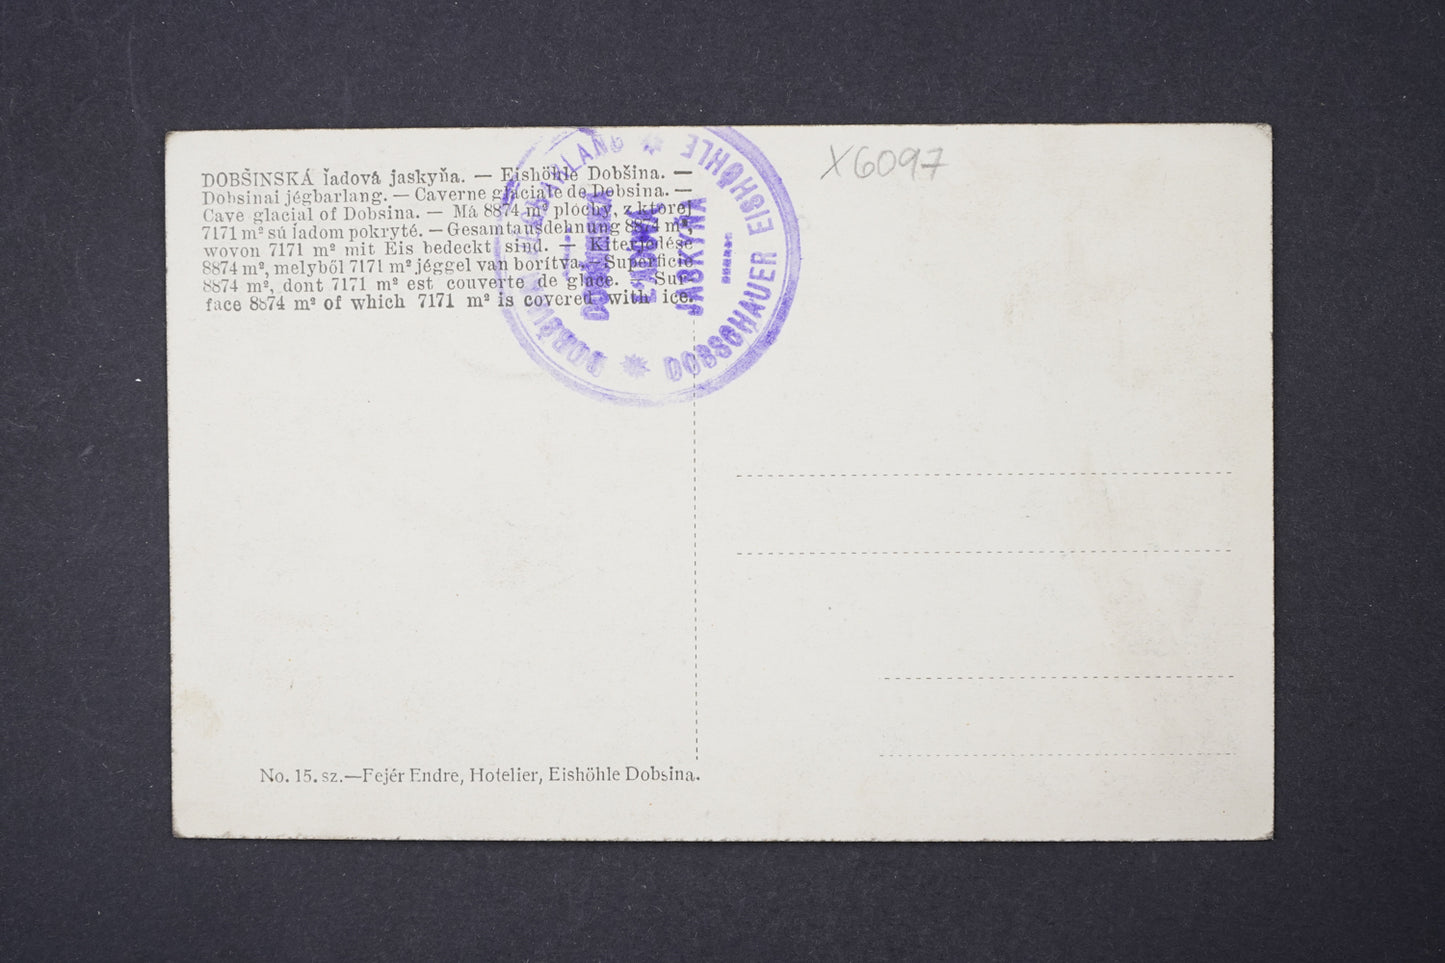 DOBŠINSKÁ ľadová jaskyňa. — Eishöhle Dobšina. —
Dobsinai jégbarlang. — Caverne glaciale de Dobsina. —
Cave glacial of Dobsina. — Má 8874 m² plochy, z ktorej
7171 m² sú ľadom pokryté. — Gesamtausdehnung 8874 m²,
wovon 7171 m² mit Eis bedeckt sind. — Kiterjedése
8874 m², melyből 7171 m² jéggel van borítva. — Superficie
8874 m², dont 7171 m² est couverte de glace. — Sur-
face 8874 m² of which 7171 m² is covered with ice.
DOBSCHAUER EISHÖHLE
DOBŠINSKÁ
ĽADOVÁ
JASKYŇA
X6097
No. 15. sz.—Fejér Endre, Hotelier, Eishöhle Dobsina.